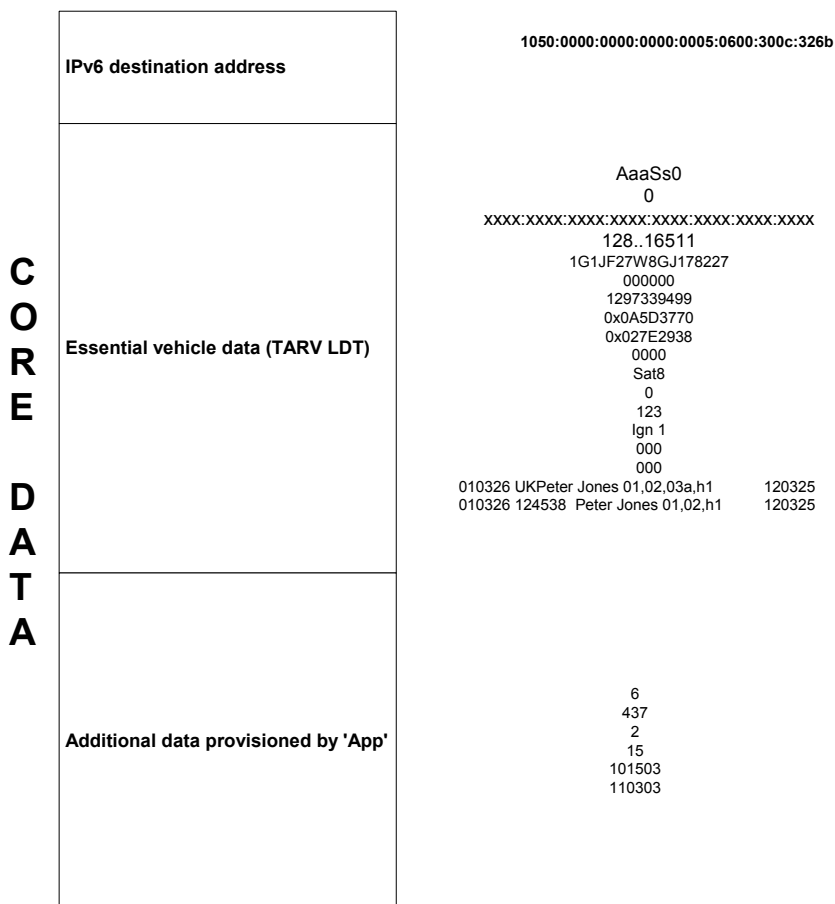 CORE DATA
IPv6 destination address
1050:0000:0000:0000:0005:0600:300c:326b
Essential vehicle data (TARV LDT)
AaaSs0
0
xxxx:xxxx:xxxx:xxxx:xxxx:xxxx:xxxx:xxxx
128..16511
1G1JF27W8GJ178227
000000
1297339499
0x0A5D3770
0x027E2938
0000
Sat8
0
123
Ign 1
000
000
010326 UKPeter Jones 01,02,03a,h1 120325
010326 124538 Peter Jones 01,02,h1 120325
Additional data provisioned by 'App'
6
437
2
15
101503
110303